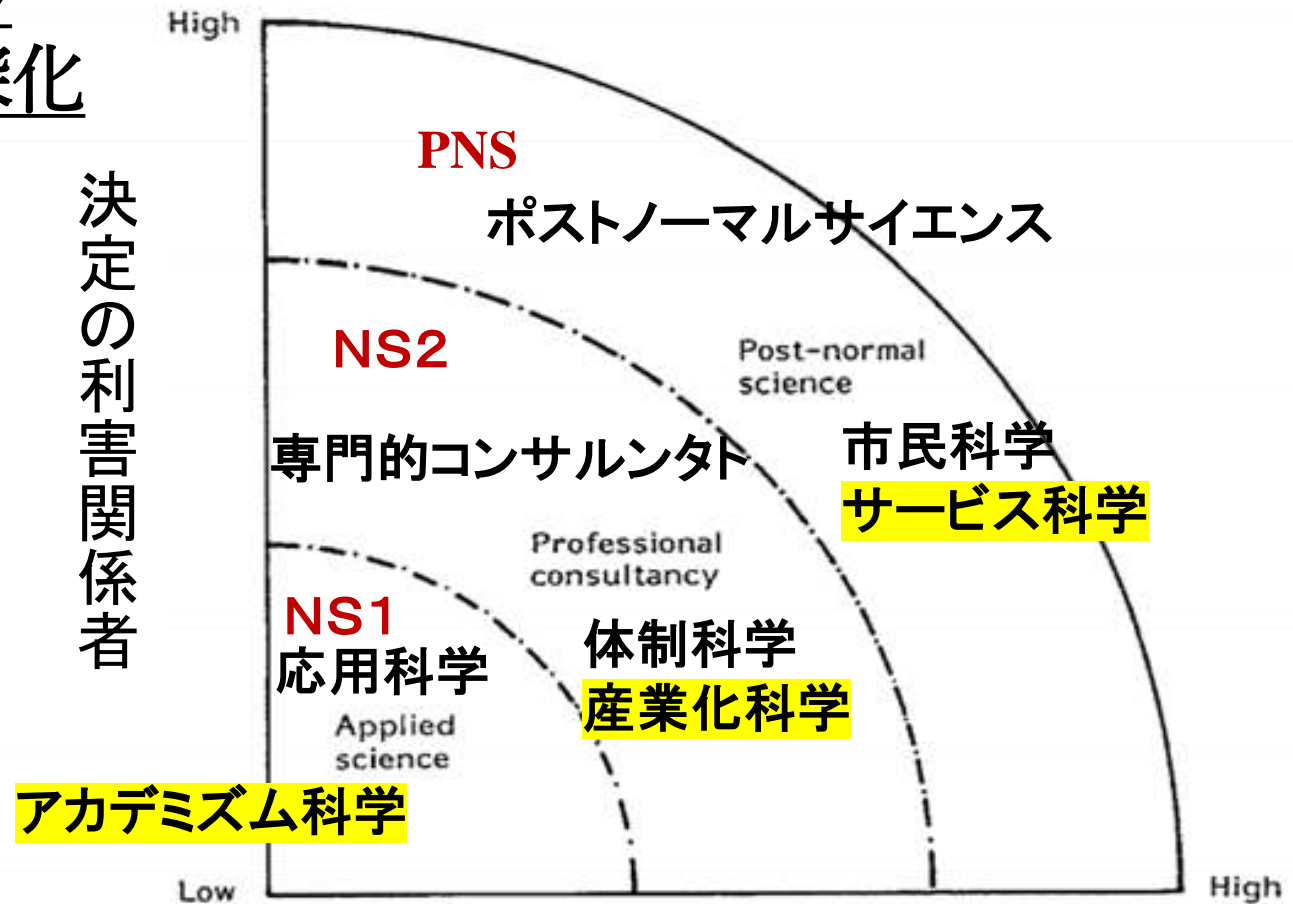 High
化
決定の利害関係者
PNS
ポストノーマルサイエンス
NS2
Post-normal
science
専門的コンサルンタト
市民科学
サービス科学
Professional
consultancy
NS1
応用科学
体制科学
産業化科学
Applied
science
アカデミズム科学
Low
High